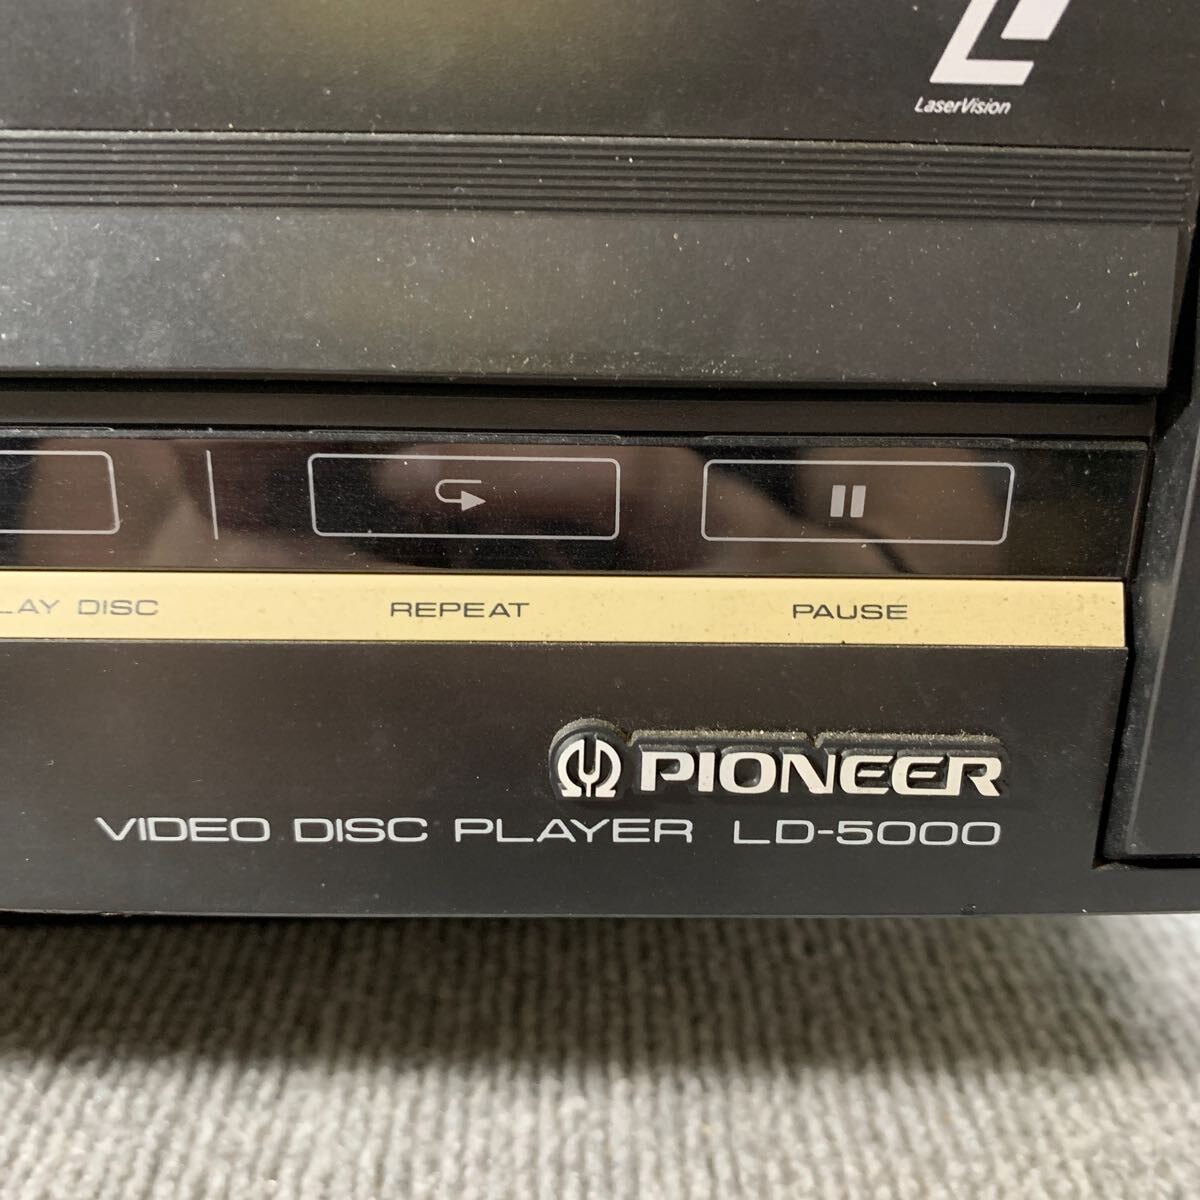 LaserVision
LAY DISC
REPEAT
PAUSE
PIONEER
VIDEO DISC PLAYER LD-5000